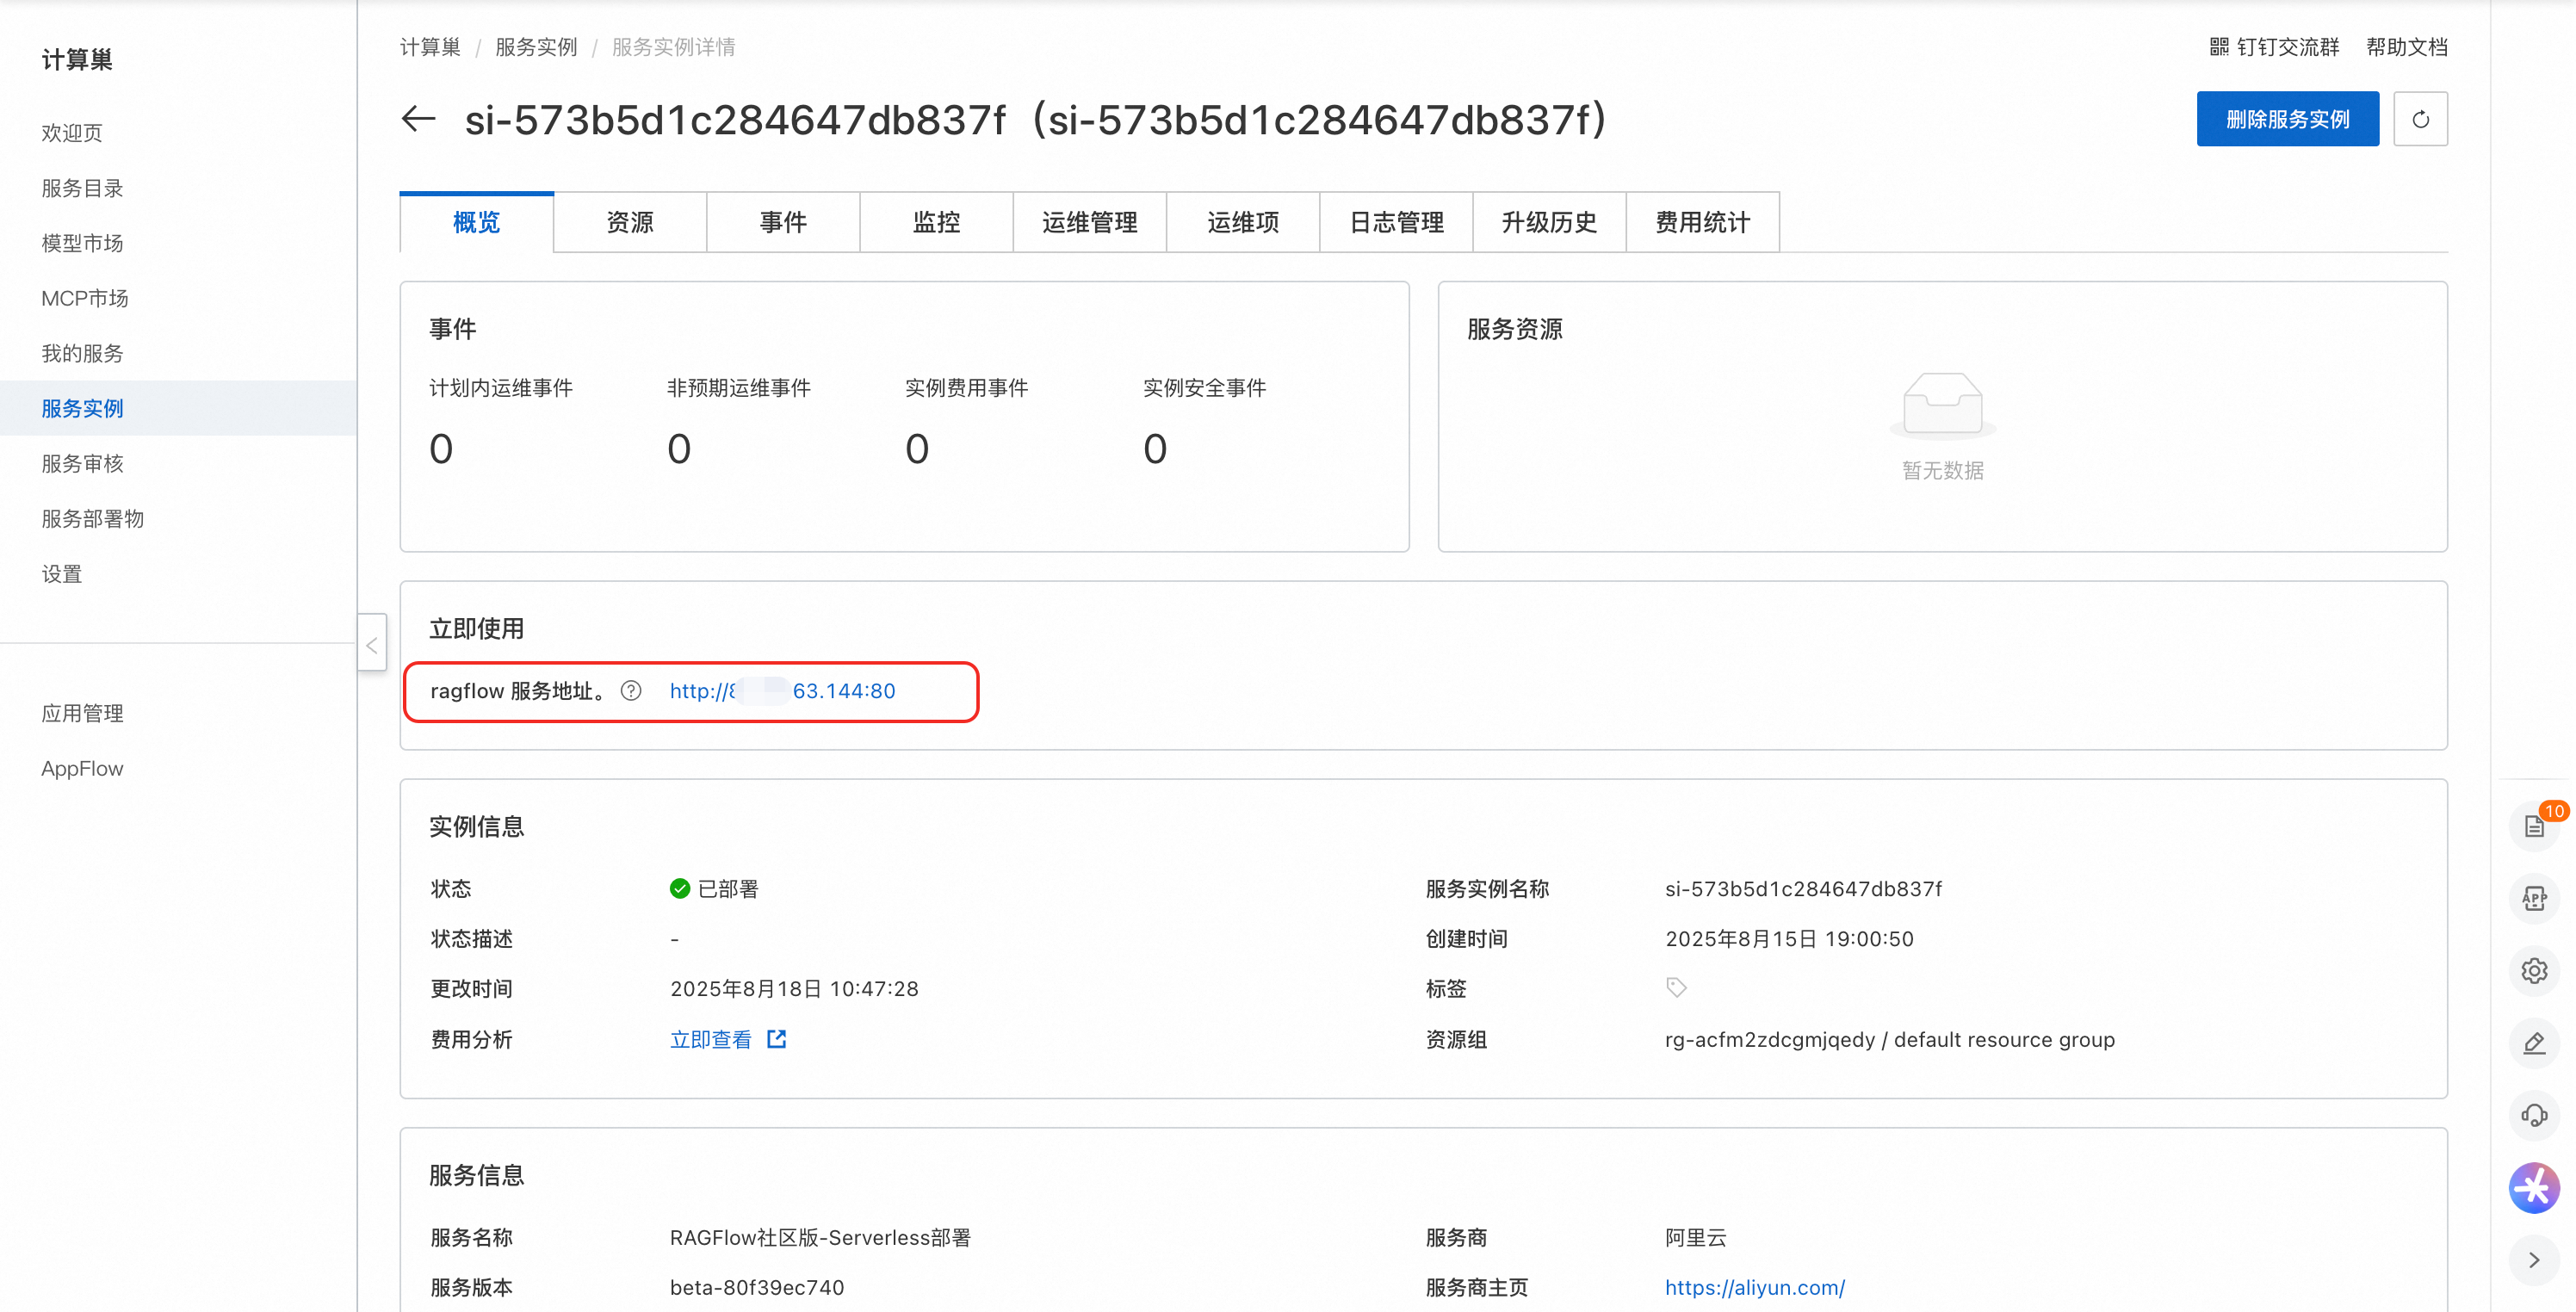 计算巢
欢迎页
服务目录
模型市场
MCP市场
我的服务
服务实例
服务审核
服务部署物
设置
应用管理
AppFlow
计算巢 / 服务实例 / 服务实例详情
钉钉交流群 帮助文档
si-573b5d1c284647db837f（si-573b5d1c284647db837f）
删除服务实例
概览 资源 事件 监控 运维管理 运维项 日志管理 升级历史 费用统计
事件
计划内运维事件 非预期运维事件 实例费用事件 实例安全事件
0 0 0 0
服务资源
暂无数据
立即使用
ragflow 服务地址。 http:// 63.144:80
实例信息
状态 已部署 服务实例名称 si-573b5d1c284647db837f
状态描述 - 创建时间 2025年8月15日 19:00:50
更改时间 2025年8月18日 10:47:28 标签
费用分析 立即查看 资源组 rg-acfm2zdcgmjqedy / default resource group
服务信息
服务名称 RAGFlow社区版-Serverless部署 服务商 阿里云
服务版本 beta-80f39ec740 服务商主页 https://aliyun.com/
10
APP